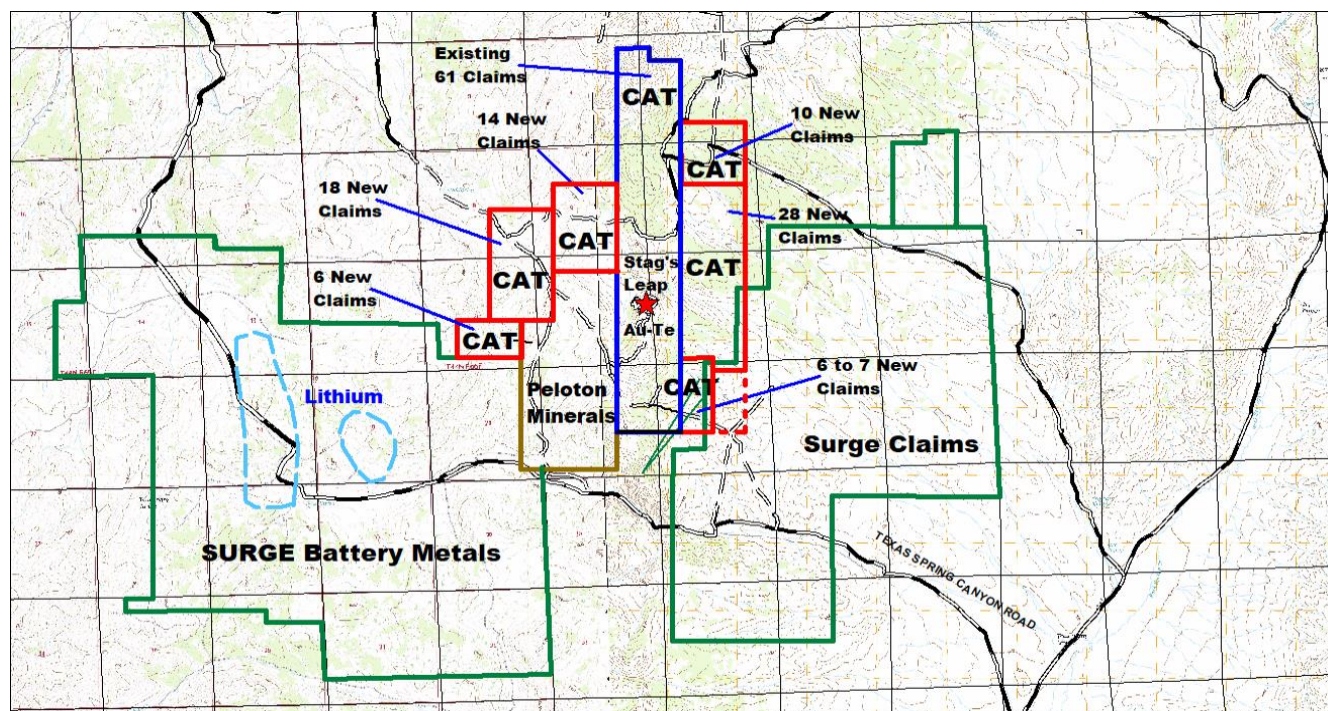 Existing
61 Claims
CAT
10 New
Claims
14 New
Claims
CAT
18 New
Claims
28 New
Claims
CAT
Stag's
Leap
CAT
6 New
Claims
CAT
Au-Te
CAT
6 to 7 New
Claims
Lithium
Peloton
Minerals
CAT
Surge Claims
SURGE Battery Metals
TEXAS SPRING CANYON ROAD